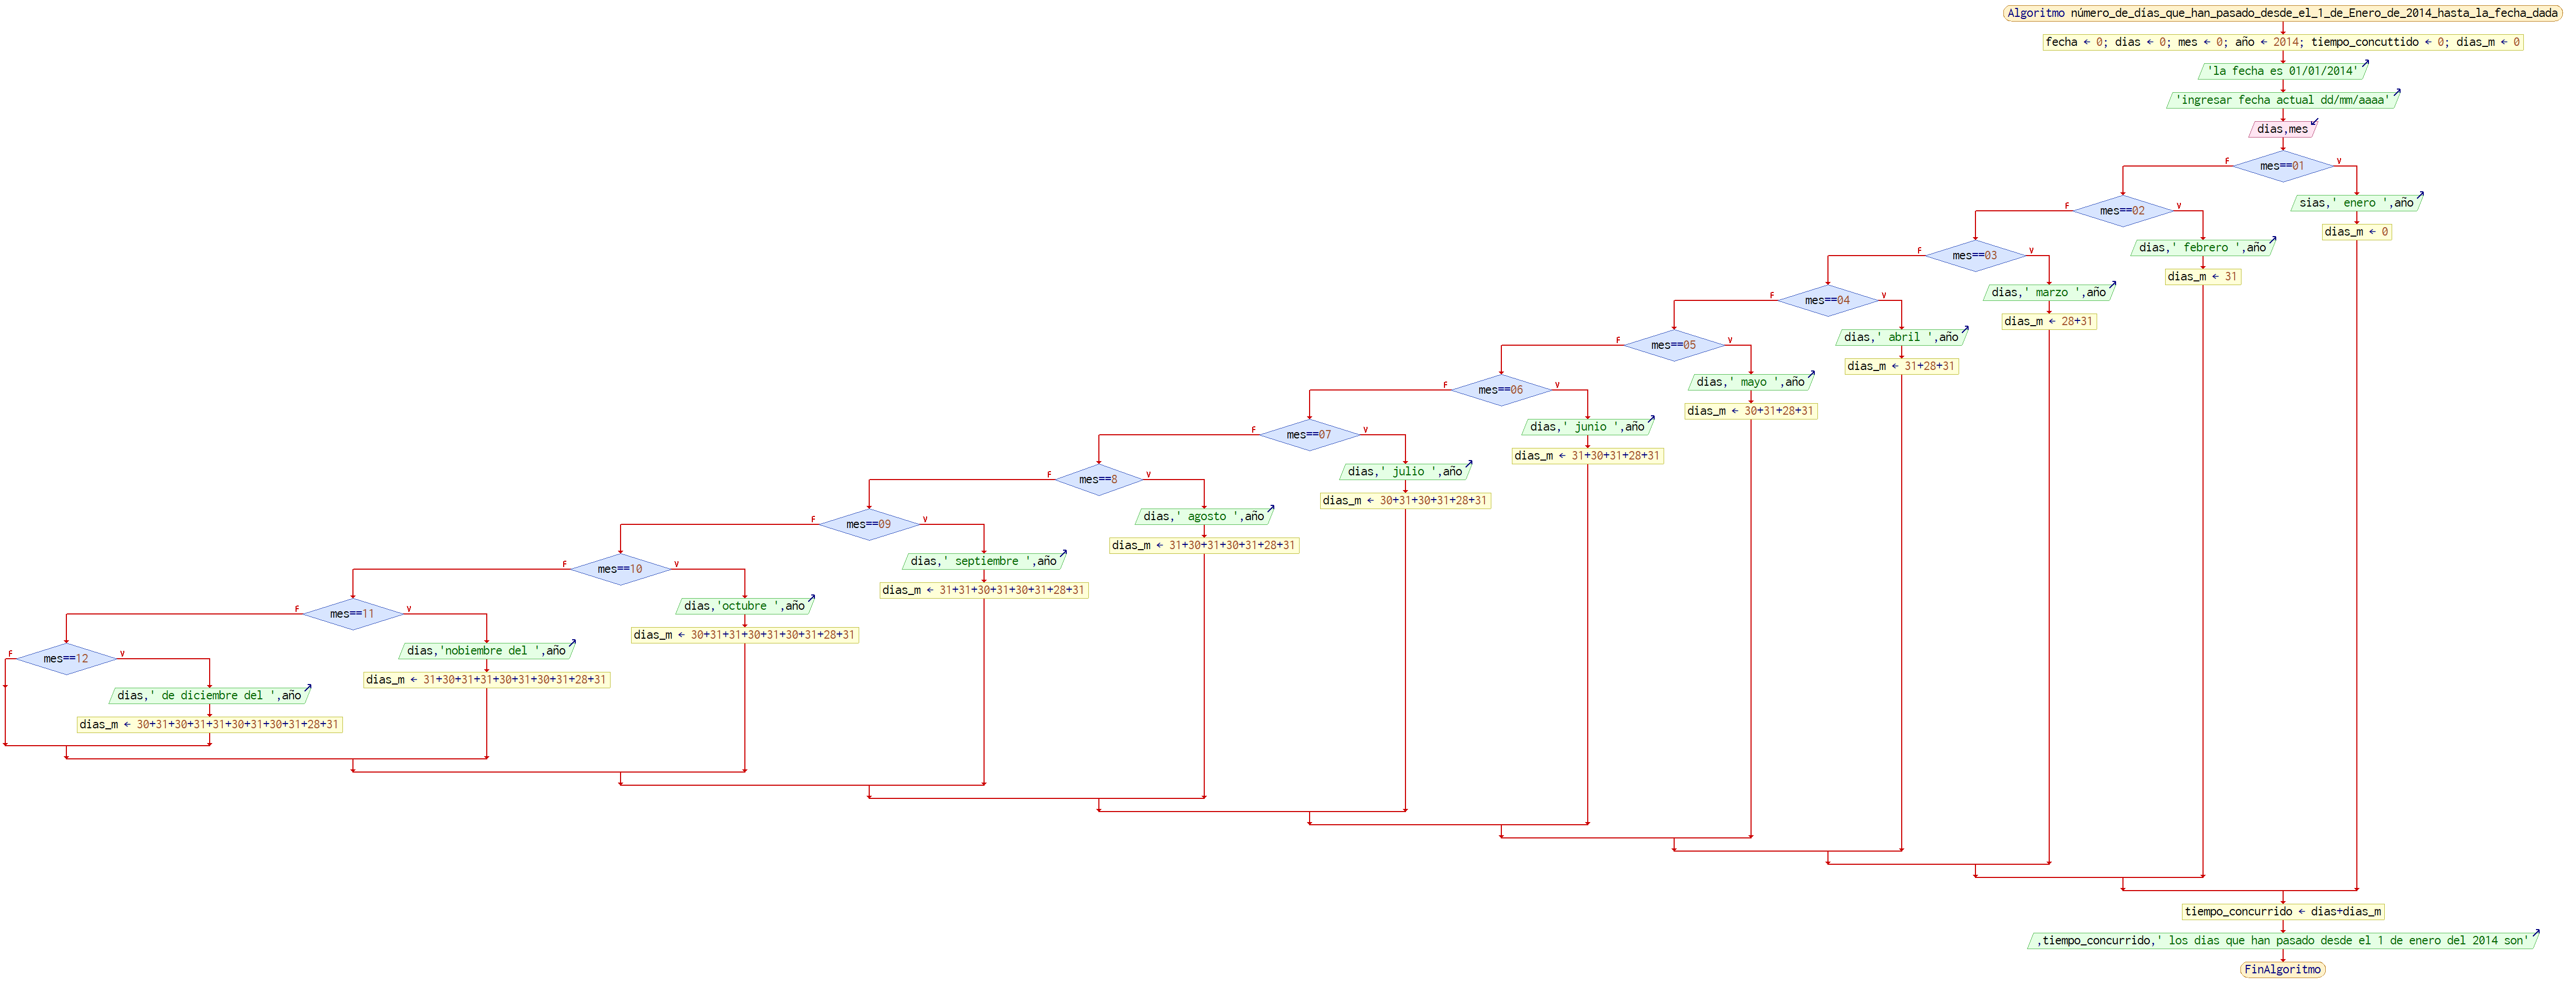 Algoritmo número_de_días_que_han_pasado_desde_el_1_de_Enero_de_2014_hasta_la_fecha_dada
fecha ← 0; dias ← 0; mes ← 0; año ← 2014; tiempo_concuttido ← 0; dias_m ← 0
'la fecha es 01/01/2014'
'ingresar fecha actual dd/mm/aaaa'
dias,mes
mes==01
F
V
sias,' enero ',año
dias_m ← 0
mes==02
F
V
dias,' febrero ',año
dias_m ← 31
mes==03
F
V
dias,' marzo ',año
dias_m ← 28+31
mes==04
F
V
dias,' abril ',año
dias_m ← 31+28+31
mes==05
F
V
dias,' mayo ',año
dias_m ← 30+31+28+31
mes==06
F
V
dias,' junio ',año
dias_m ← 31+30+31+28+31
mes==07
F
V
dias,' julio ',año
dias_m ← 30+31+30+31+28+31
mes==8
F
V
dias,' agosto ',año
dias_m ← 31+30+31+30+31+28+31
mes==09
F
V
dias,' septiembre ',año
dias_m ← 31+31+30+31+30+31+28+31
mes==10
F
V
dias,'octubre ',año
dias_m ← 30+31+31+30+31+30+31+28+31
mes==11
F
V
dias,'nobiembre del ',año
dias_m ← 31+30+31+31+30+31+30+31+28+31
mes==12
F
V
dias,' de diciembre del ',año
dias_m ← 30+31+30+31+31+30+31+30+31+28+31
tiempo_concurrido ← dias+dias_m
,tiempo_concurrido,' los dias que han pasado desde el 1 de enero del 2014 son'
FinAlgoritmo